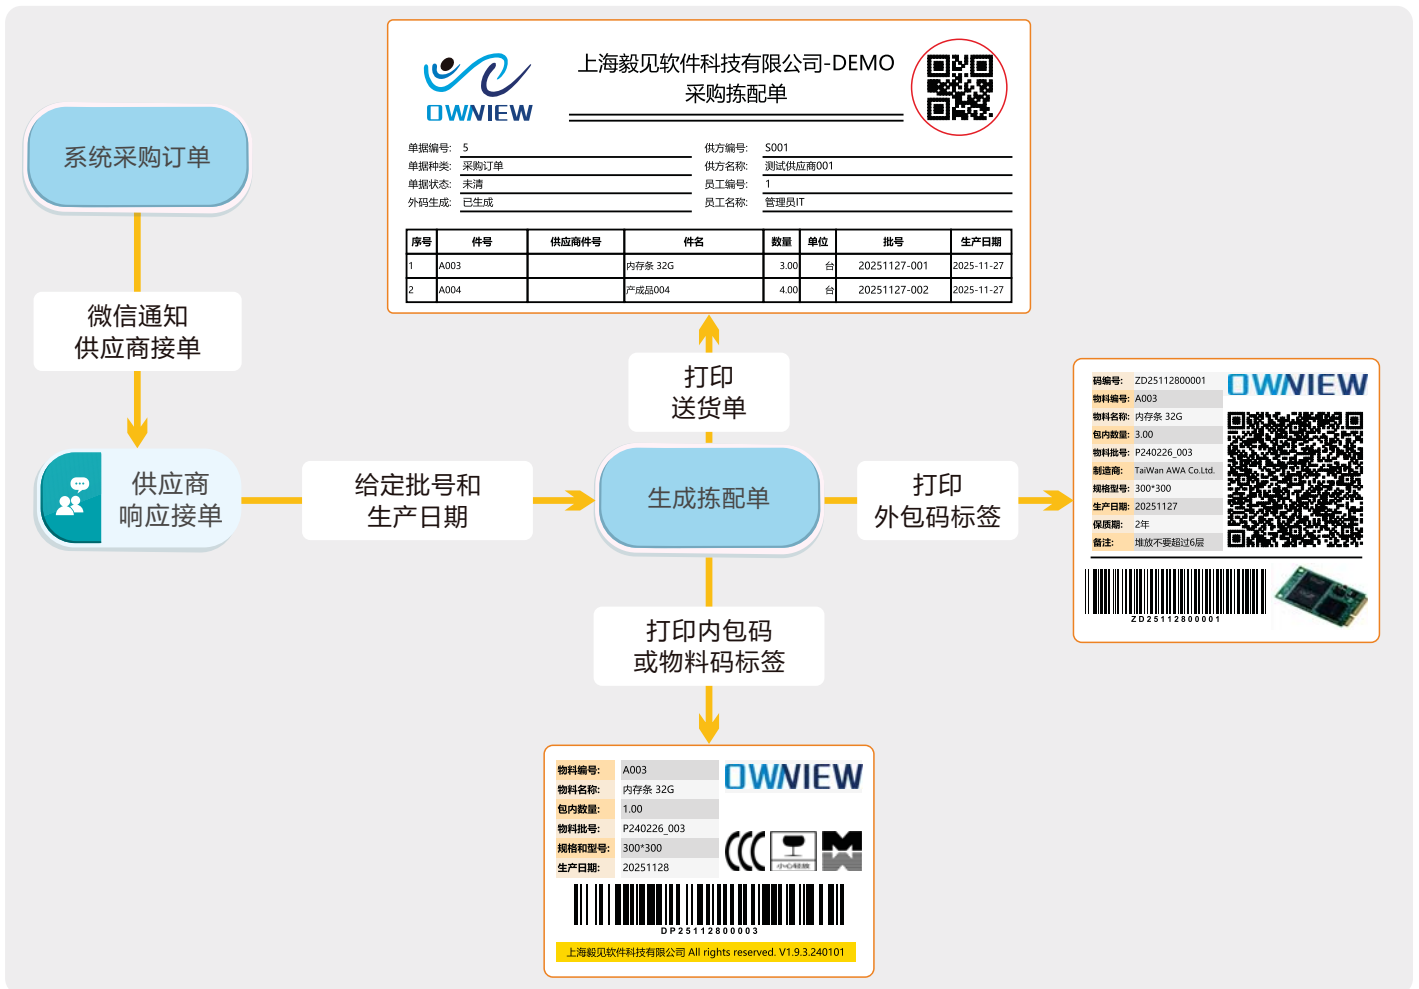 系统采购订单
微信通知
供应商接单
供应商
响应接单
给定批号和
生产日期
生成拣配单
打印
送货单
打印
外包码标签
打印内包码
或物料码标签
OWNIEW
上海毅见软件科技有限公司-DEMO
采购拣配单
单据编号: 5 供方编号: S001
单据种类: 采购订单 供方名称: 测试供应商001
单据状态: 未清 员工编号: 1
外码生成: 已生成 员工名称: 管理员IT
序号 件号 供应商件号 件名 数量 单位 批号 生产日期
1 A003 内存条 32G 3.00 台 20251127-001 2025-11-27
2 A004 产成品004 4.00 台 20251127-002 2025-11-27
OWNIEW
码编号: ZD25112800001
物料编号: A003
物料名称: 内存条 32G
包内数量: 3.00
物料批号: P240226_003
制造商: TaiWan AWA Co.Ltd.
规格型号: 300*300
生产日期: 20251127
保质期: 2年
备注: 堆放不要超过6层
ZD25112800001
OWNIEW
物料编号: A003
物料名称: 内存条 32G
包内数量: 1.00
物料批号: P240226_003
规格和型号: 300*300
生产日期: 20251128
小心轻放
DP25112800003
上海毅见软件科技有限公司 All rights reserved. V1.9.3.240101